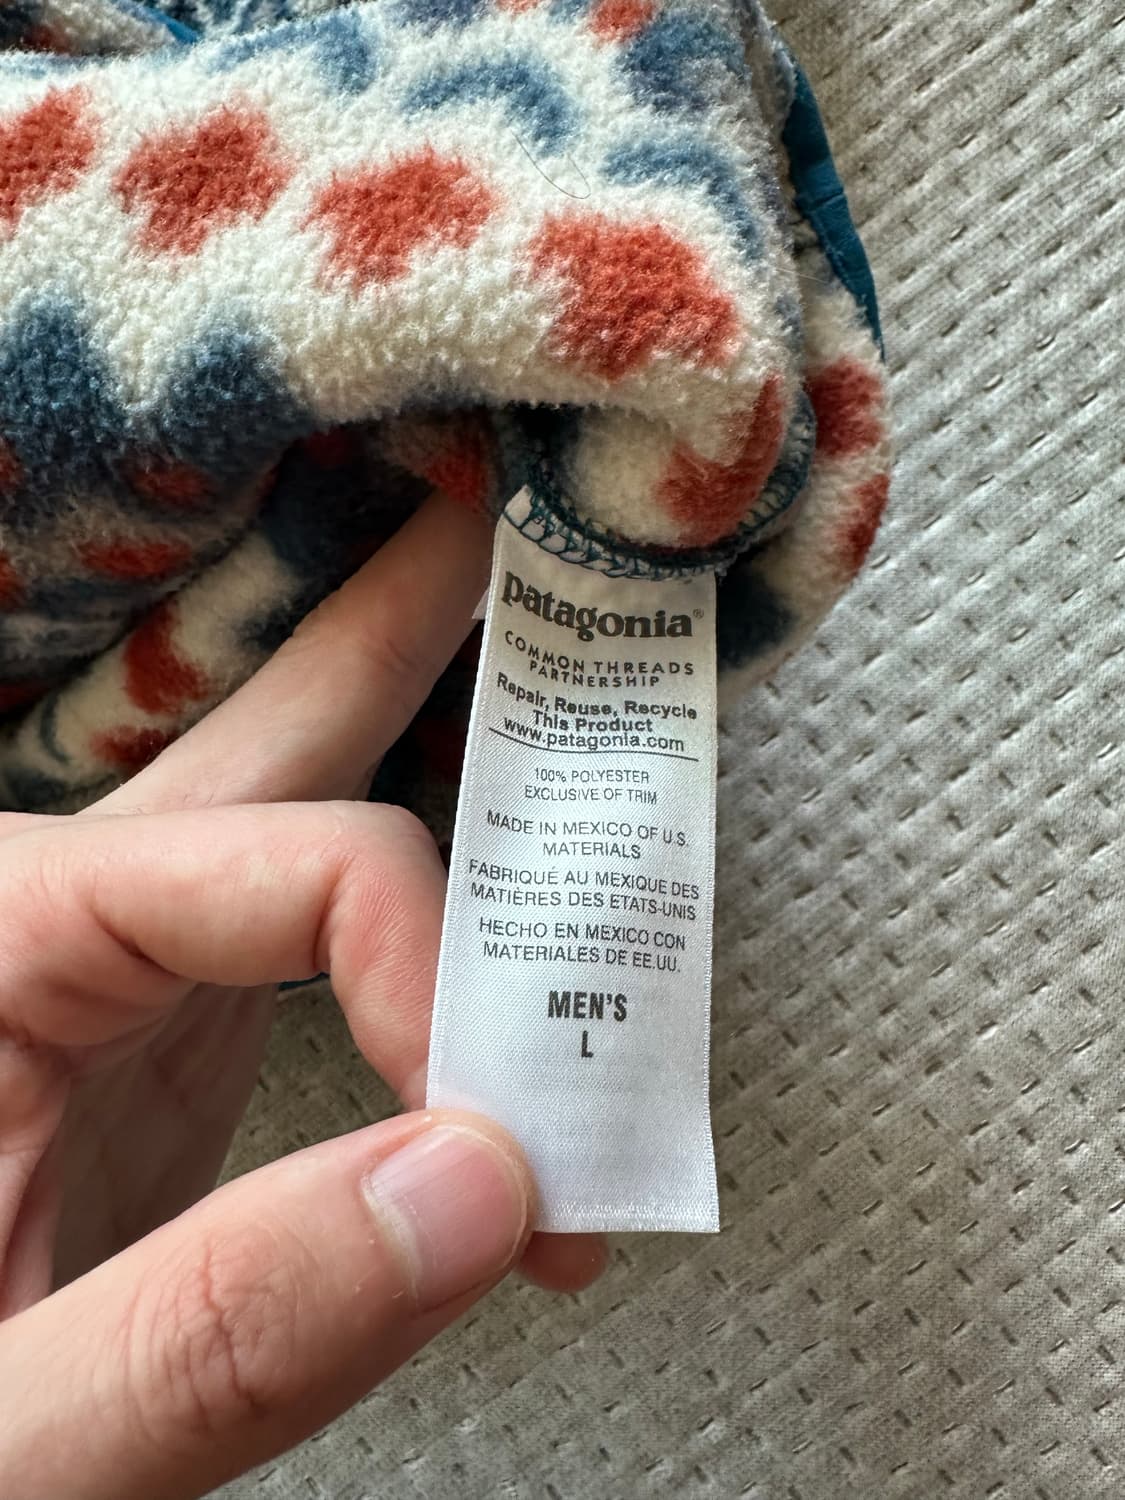 patagonia®
COMMON THREADS
PARTNERSHIP
Repair, Reuse, Recycle
This Product
www.patagonia.com
100% POLYESTER
EXCLUSIVE OF TRIM
MADE IN MEXICO OF U.S.
MATERIALS
FABRIQUÉ AU MEXIQUE DES
MATIÈRES DES ETATS-UNIS
HECHO EN MEXICO CON
MATERIALES DE EE.UU.
MEN'S
L